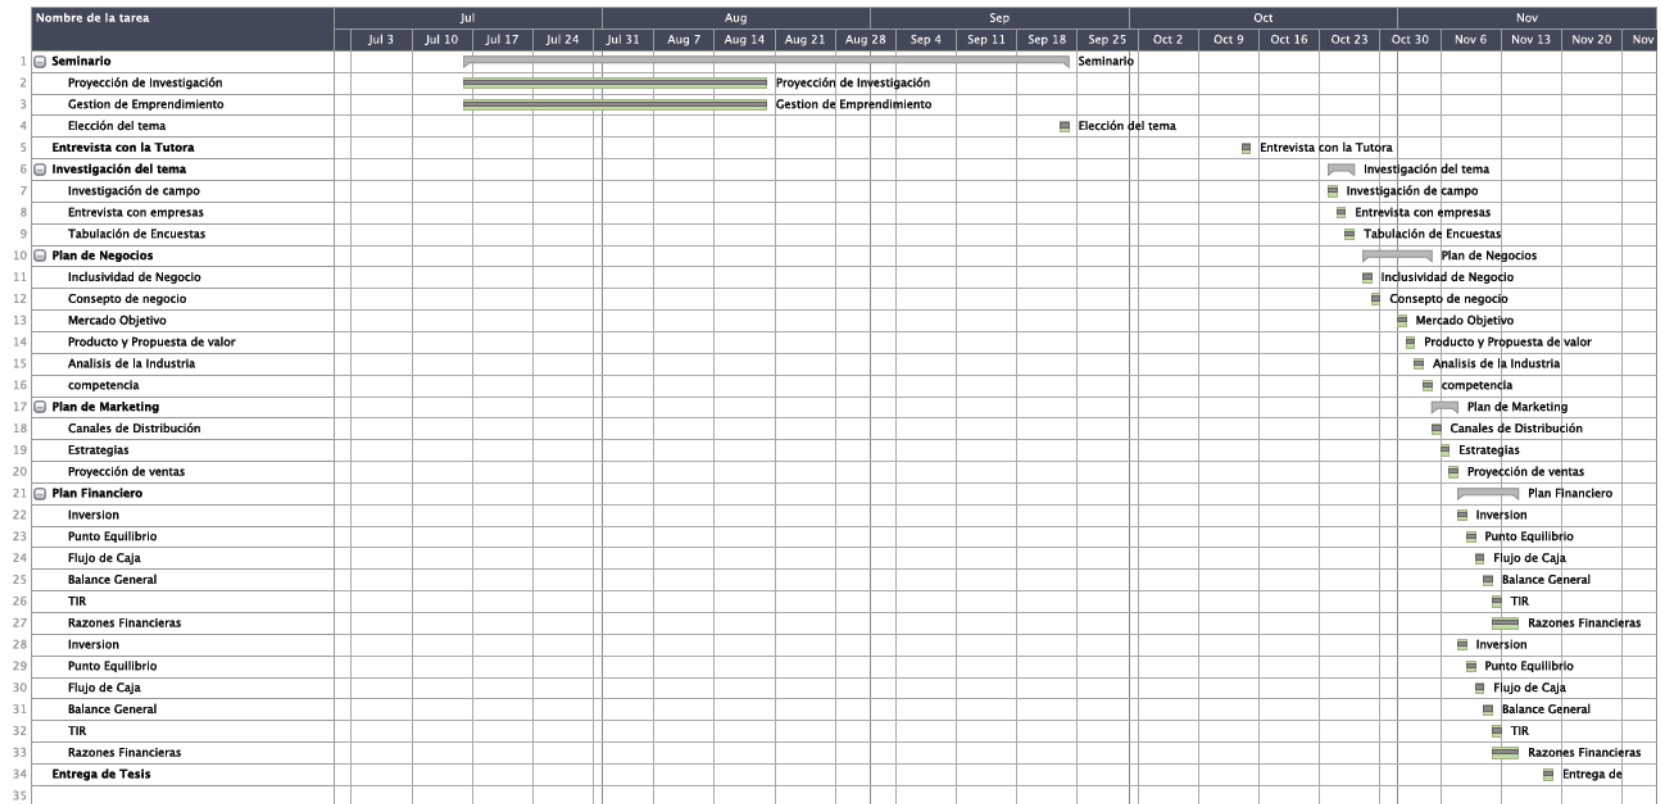 Nombre de la tarea Jul Aug Sep Oct Nov
Jul 3 Jul 10 Jul 17 Jul 24 Jul 31 Aug 7 Aug 14 Aug 21 Aug 28 Sep 4 Sep 11 Sep 18 Sep 25 Oct 2 Oct 9 Oct 16 Oct 23 Oct 30 Nov 6 Nov 13 Nov 20 Nov
1 Seminario Seminario
2 Proyección de Investigación Proyección de Investigación
3 Gestion de Emprendimiento Gestion de Emprendimiento
4 Elección del tema Elección del tema
5 Entrevista con la Tutora Entrevista con la Tutora
6 Investigación del tema Investigación del tema
7 Investigación de campo Investigación de campo
8 Entrevista con empresas Entrevista con empresas
9 Tabulación de Encuestas Tabulación de Encuestas
10 Plan de Negocios Plan de Negocios
11 Inclusividad de Negocio Inclusividad de Negocio
12 Consepto de negocio Consepto de negocio
13 Mercado Objetivo Mercado Objetivo
14 Producto y Propuesta de valor Producto y Propuesta de valor
15 Analisis de la Industria Analisis de la Industria
16 competencia competencia
17 Plan de Marketing Plan de Marketing
18 Canales de Distribución Canales de Distribución
19 Estrategias Estrategias
20 Proyección de ventas Proyección de ventas
21 Plan Financiero Plan Financiero
22 Inversion Inversion
23 Punto Equilibrio Punto Equilibrio
24 Flujo de Caja Flujo de Caja
25 Balance General Balance General
26 TIR TIR
27 Razones Financieras Razones Financieras
28 Inversion Inversion
29 Punto Equilibrio Punto Equilibrio
30 Flujo de Caja Flujo de Caja
31 Balance General Balance General
32 TIR TIR
33 Razones Financieras Razones Financieras
34 Entrega de Tesis Entrega de
35